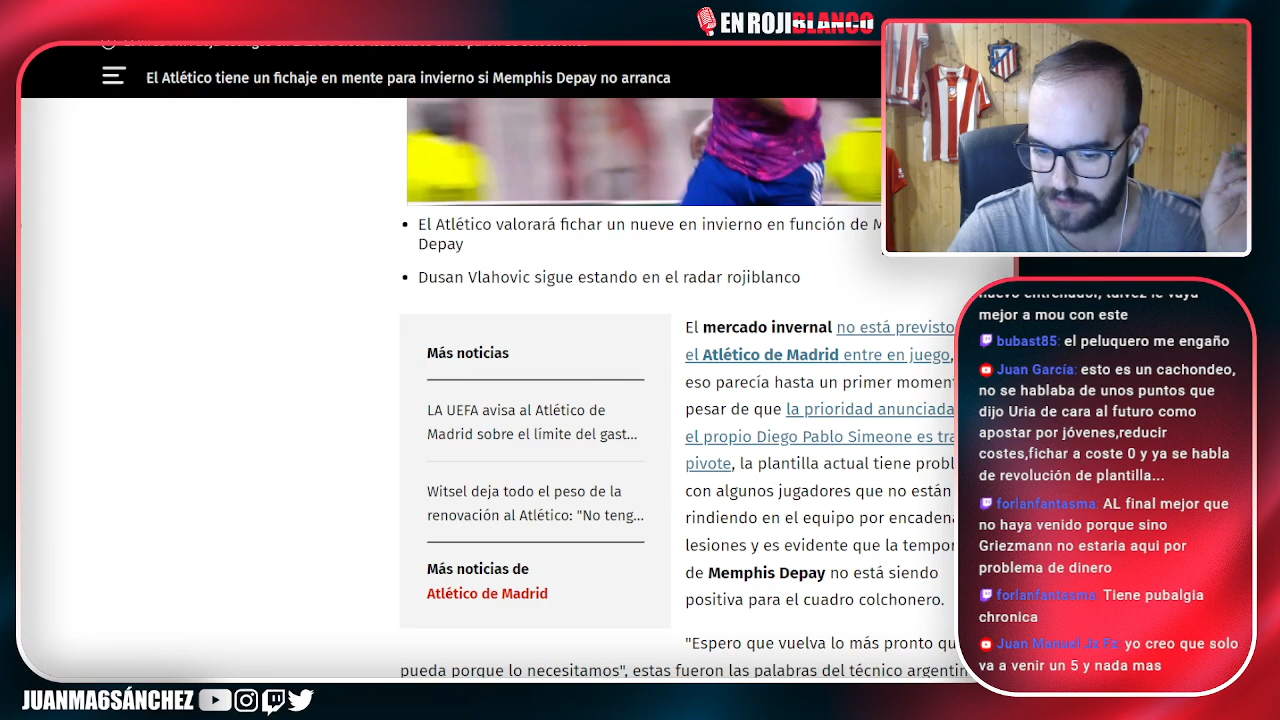 EN ROJIBLANCO
El Atlético tiene un fichaje en mente para invierno si Memphis Depay no arranca
El Atlético valorará fichar un nueve en invierno en función de M
Depay
Dusan Vlahovic sigue estando en el radar rojiblanco
Más noticias
LA UEFA avisa al Atlético de
Madrid sobre el límite del gast...
Witsel deja todo el peso de la
renovación al Atlético: "No teng...
Más noticias de
Atlético de Madrid
El mercado invernal no está previsto
el Atlético de Madrid entre en juego,
eso parecía hasta un primer momen
pesar de que la prioridad anunciada
el propio Diego Pablo Simeone es tra
pivote, la plantilla actual tiene probl
con algunos jugadores que no están
rindiendo en el equipo por encadena
lesiones y es evidente que la tempor
de Memphis Depay no está siendo
positiva para el cuadro colchonero.
"Espero que vuelva lo más pronto qu
pueda porque lo necesitamos", estas fueron las palabras del técnico argentin
nuevo entrenador, talvez le vaya
mejor a mou con este
bubast85: el peluquero me engaño
Juan García: esto es un cachondeo,
no se hablaba de unos puntos que
dijo Uria de cara al futuro como
apostar por jóvenes,reducir
costes,fichar a coste 0 y ya se habla
de revolución de plantilla...
forlanfantasma: AL final mejor que
no haya venido porque sino
Griezmann no estaria aqui por
problema de dinero
forlanfantasma: Tiene pubalgia
chronica
Juan Manuel Jz Fz: yo creo que solo
va a venir un 5 y nada mas
JUANMA6SÁNCHEZ